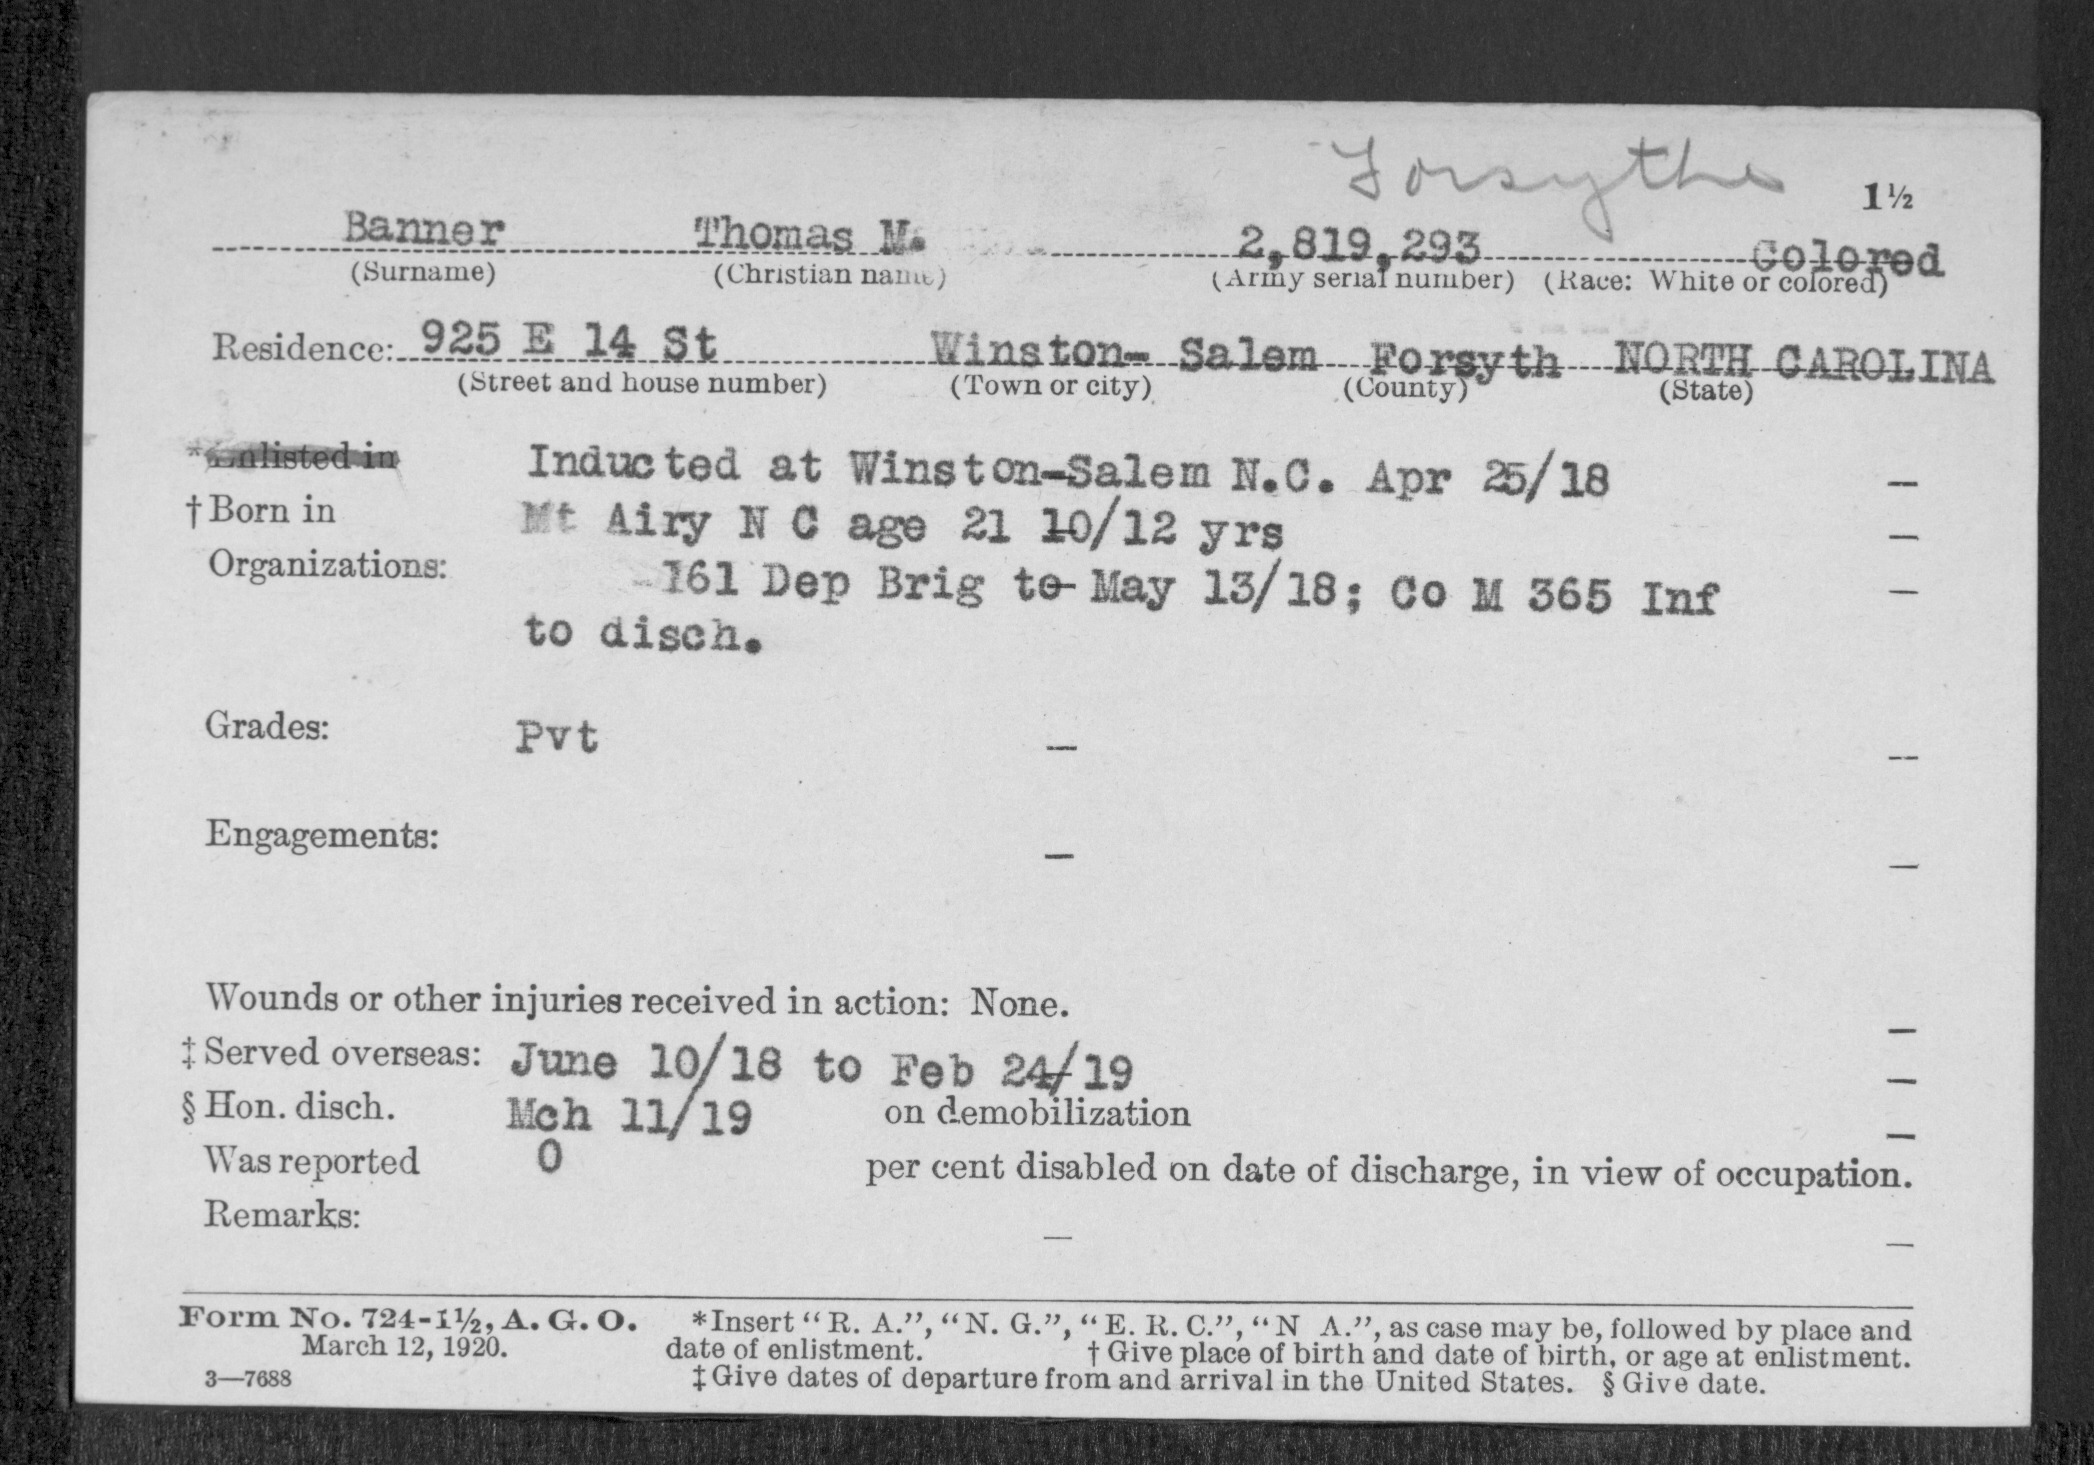 Forsythe
1½
Banner Thomas M. 2,819,293 Colored
(Surname) (Christian name) (Army serial number) (Race: White or colored)
Residence: 925 E 14 St Winston- Salem Forsyth NORTH CAROLINA
(Street and house number) (Town or city) (County) (State)
*Enlisted in Inducted at Winston-Salem N.C. Apr 25/18 —
†Born in Mt Airy N C age 21 10/12 yrs —
Organizations: 161 Dep Brig to May 13/18; Co M 365 Inf —
to disch.
Grades: Pvt — —
Engagements: — —
Wounds or other injuries received in action: None. —
‡Served overseas: June 10/18 to Feb 24/19 —
§Hon. disch. Mch 11/19 on demobilization —
Was reported 0 per cent disabled on date of discharge, in view of occupation.
Remarks: — —
Form No. 724-1½, A. G. O. *Insert “R. A.”, “N. G.”, “E. R. C.”, “N A.”, as case may be, followed by place and
March 12, 1920. date of enlistment. †Give place of birth and date of birth, or age at enlistment.
3—7688 ‡Give dates of departure from and arrival in the United States. §Give date.